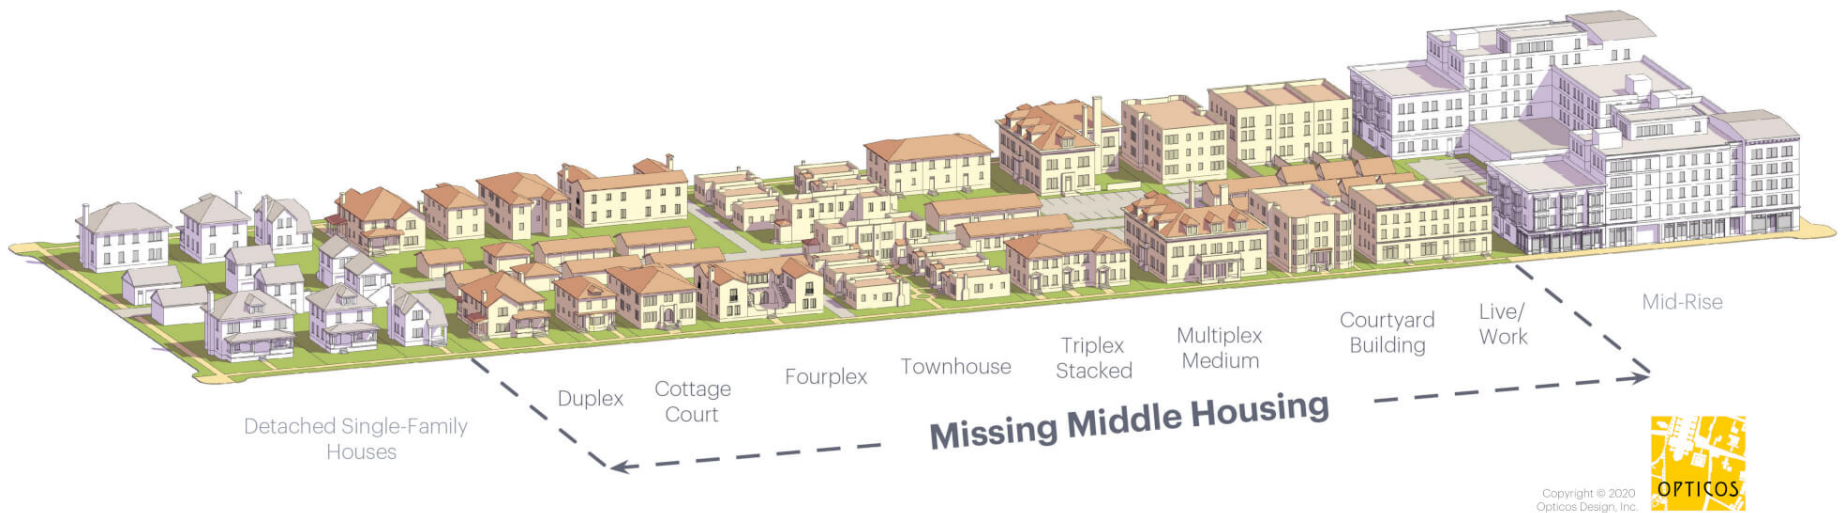 Detached Single-Family
Houses
Duplex
Cottage
Court
Fourplex
Townhouse
Triplex
Stacked
Multiplex
Medium
Courtyard
Building
Live/
Work
Mid-Rise
Missing Middle Housing
Copyright © 2020
Opticos Design, Inc.
OPTICOS